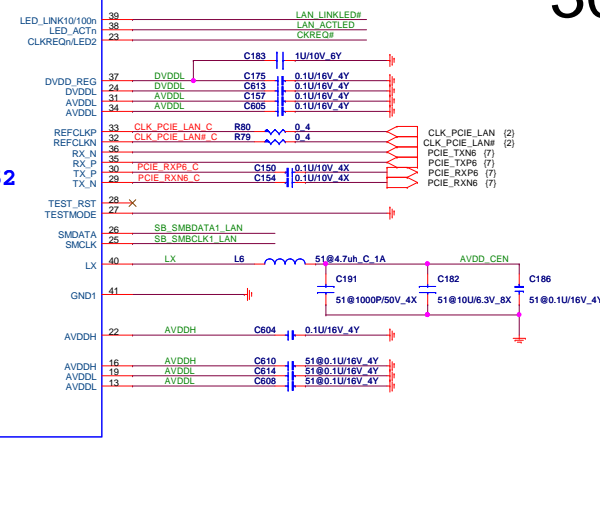 LED_LINK10/100n 39 LAN_LINKLED#
LED_ACTn 38 LAN_ACTLED
CLKREQn/LED2 23 CKREQ#
C183 1U/10V_6Y
DVDD_REG 37 DVDDL C175 0.1U/16V_4Y
DVDDL 24 DVDDL C613 0.1U/16V_4Y
AVDDL 31 AVDDL C157 0.1U/16V_4Y
AVDDL 34 AVDDL C605 0.1U/16V_4Y
REFCLKP 33 CLK_PCIE_LAN_C R80 0_4 CLK_PCIE_LAN {2}
REFCLKN 32 CLK_PCIE_LAN#_C R79 0_4 CLK_PCIE_LAN# {2}
RX_N 36 PCIE_TXN6 {7}
RX_P 35 PCIE_TXP6 {7}
TX_P 30 PCIE_RXP6_C C150 0.1U/10V_4X PCIE_RXP6 {7}
TX_N 29 PCIE_RXN6_C C154 0.1U/10V_4X PCIE_RXN6 {7}
TEST_RST 28
TESTMODE 27
SMDATA 26 SB_SMBDATA1_LAN
SMCLK 25 SB_SMBCLK1_LAN
LX 40 LX L6 51@4.7uh_C_1A AVDD_CEN
C191 C182 C186
GND1 41 51@1000P/50V_4X 51@10U/6.3V_8X 51@0.1U/16V_4Y
AVDDH 22 AVDDH C604 0.1U/16V_4Y
AVDDH 16 AVDDH C610 51@0.1U/16V_4Y
AVDDL 19 AVDDL C614 51@0.1U/16V_4Y
AVDDL 13 AVDDL C608 51@0.1U/16V_4Y